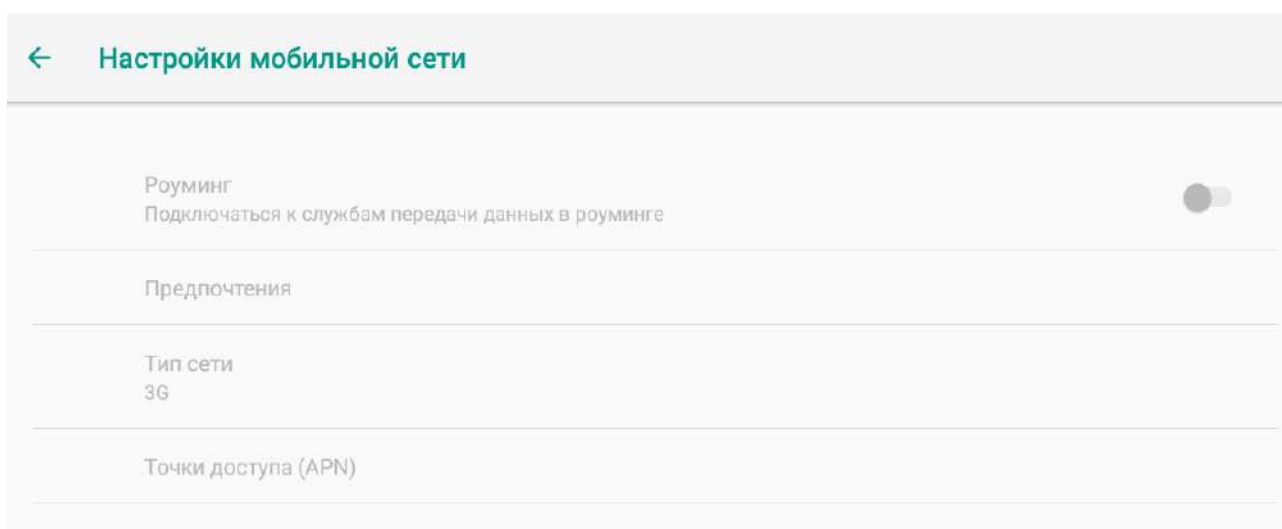 Настройки мобильной сети
Роуминг
Подключаться к службам передачи данных в роуминге
Предпочтения
Тип сети
3G
Точки доступа (APN)